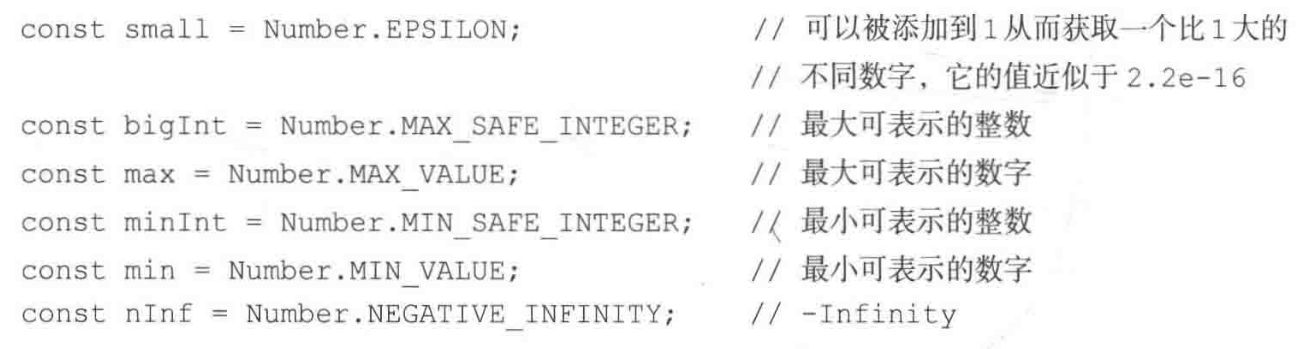 const small = Number.EPSILON; // 可以被添加到1从而获取一个比1大的
// 不同数字，它的值近似于 2.2e-16
const bigInt = Number.MAX_SAFE_INTEGER; // 最大可表示的整数
const max = Number.MAX_VALUE; // 最大可表示的数字
const minInt = Number.MIN_SAFE_INTEGER; // 最小可表示的整数
const min = Number.MIN_VALUE; // 最小可表示的数字
const nInf = Number.NEGATIVE_INFINITY; // -Infinity